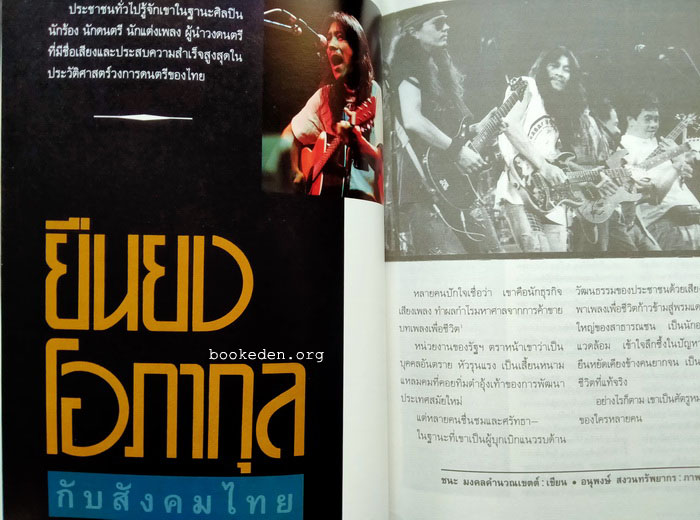 ประชาชนทั่วไปรู้จักเขาในฐานะศิลปิน
นักร้อง นักดนตรี นักแต่งเพลง ผู้นำวงดนตรี
ที่มีชื่อเสียงและประสบความสำเร็จสูงสุดใน
ประวัติศาสตร์วงการดนตรีของไทย
ยืนยง
bookeden.org
โอภากุล
กับสังคมไทย
หลายคนปักใจเชื่อว่า เขาคือนักธุรกิจ
เสียงเพลง ทำผลกำไรมหาศาลจากการค้าขาย
บทเพลงเพื่อชีวิต'
หน่วยงานของรัฐฯ ตราหน้าเขาว่าเป็น
บุคคลอันตราย หัวรุนแรง เป็นเสี้ยนหนาม
แหลมคมที่คอยทิ่มตำอุ้งเท้าของการพัฒนา
ประเทศสมัยใหม่
แต่หลายคนชื่นชมและศรัทธา—
ในฐานะที่เขาเป็นผู้บุกเบิกแนวรบด้าน
วัฒนธรรมของประชาชนด้วยเสียง
พาเพลงเพื่อชีวิตก้าวข้ามสู่พรมแด
ใหญ่ของสาธารณชน เป็นนัก
แวดล้อม เข้าใจลึกซึ้งในปัญหา
ยืนหยัดเคียงข้างคนยากจน เป็น
ชีวิตที่แท้จริง
อย่างไรก็ตาม เขาเป็นศัตรูหม
ของใครหลายคน
ชนะ มงคลคำนวณเขตต์ : เขียน • อนุพงษ์ สงวนทรัพยากร : ภาพ